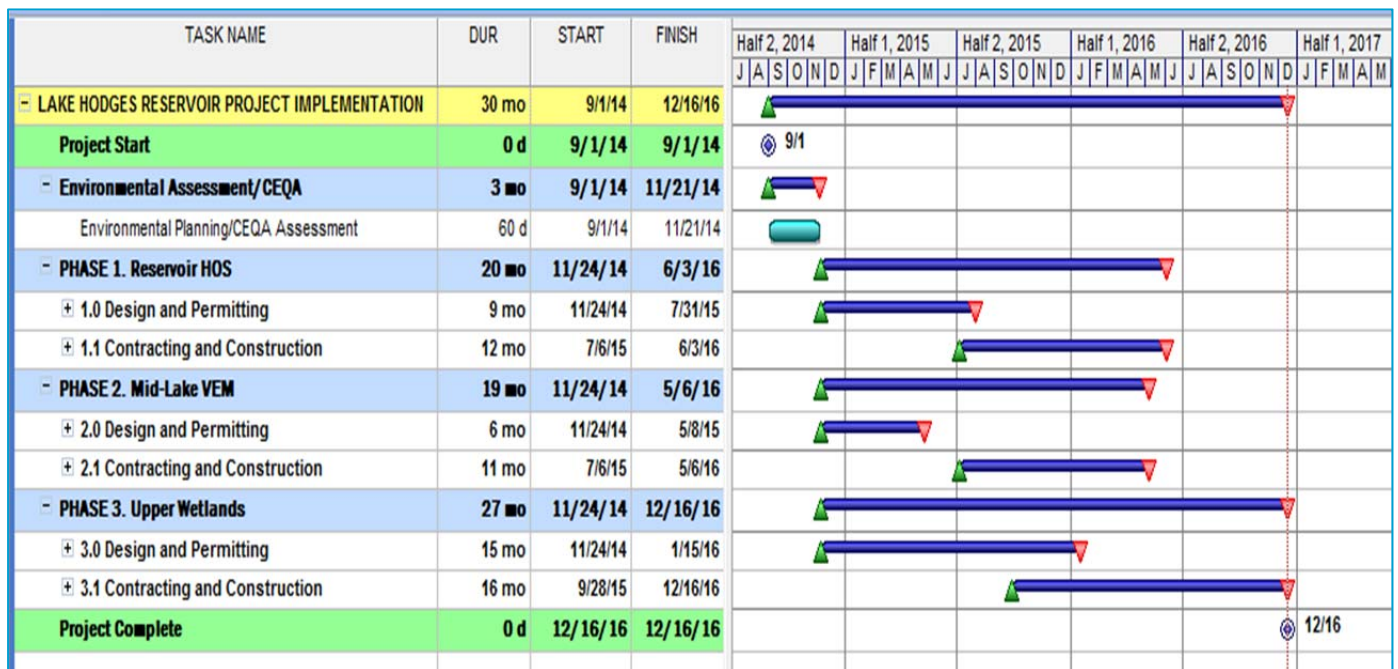 TASK NAME DUR START FINISH Half 2, 2014 Half 1, 2015 Half 2, 2015 Half 1, 2016 Half 2, 2016 Half 1, 2017
J A S O N D J F M A M J J A S O N D J F M A M J J A S O N D J F M A M
LAKE HODGES RESERVOIR PROJECT IMPLEMENTATION 30 mo 9/1/14 12/16/16
Project Start 0 d 9/1/14 9/1/14 9/1
Environmental Assessment/CEQA 3 mo 9/1/14 11/21/14
Environmental Planning/CEQA Assessment 60 d 9/1/14 11/21/14
PHASE 1. Reservoir HOS 20 mo 11/24/14 6/3/16
1.0 Design and Permitting 9 mo 11/24/14 7/31/15
1.1 Contracting and Construction 12 mo 7/6/15 6/3/16
PHASE 2. Mid-Lake VEM 19 mo 11/24/14 5/6/16
2.0 Design and Permitting 6 mo 11/24/14 5/8/15
2.1 Contracting and Construction 11 mo 7/6/15 5/6/16
PHASE 3. Upper Wetlands 27 mo 11/24/14 12/16/16
3.0 Design and Permitting 15 mo 11/24/14 1/15/16
3.1 Contracting and Construction 16 mo 9/28/15 12/16/16
Project Complete 0 d 12/16/16 12/16/16 12/16